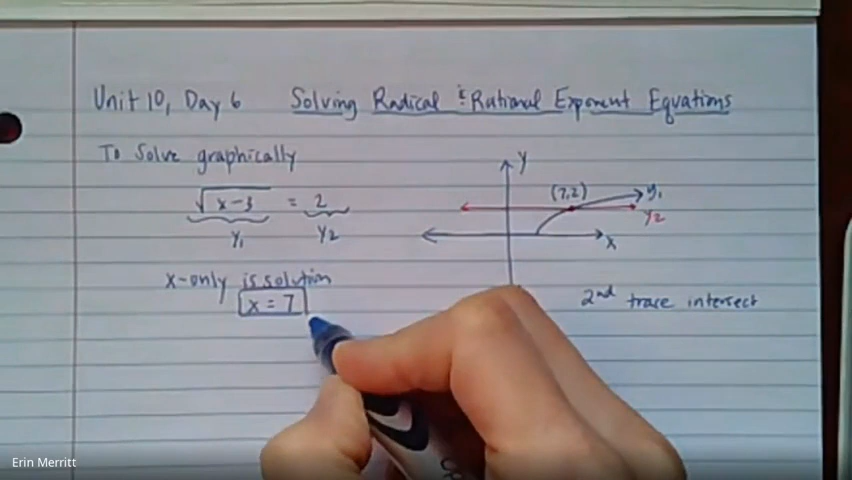 Unit 10, Day 6 Solving Radical & Rational Exponent Equations
To Solve graphically
√x-3 = 2
y₁ y₂
(7,2)
y
y₁
y₂
x
x-only is solution
x = 7
2nd trace intersect
Erin Merritt